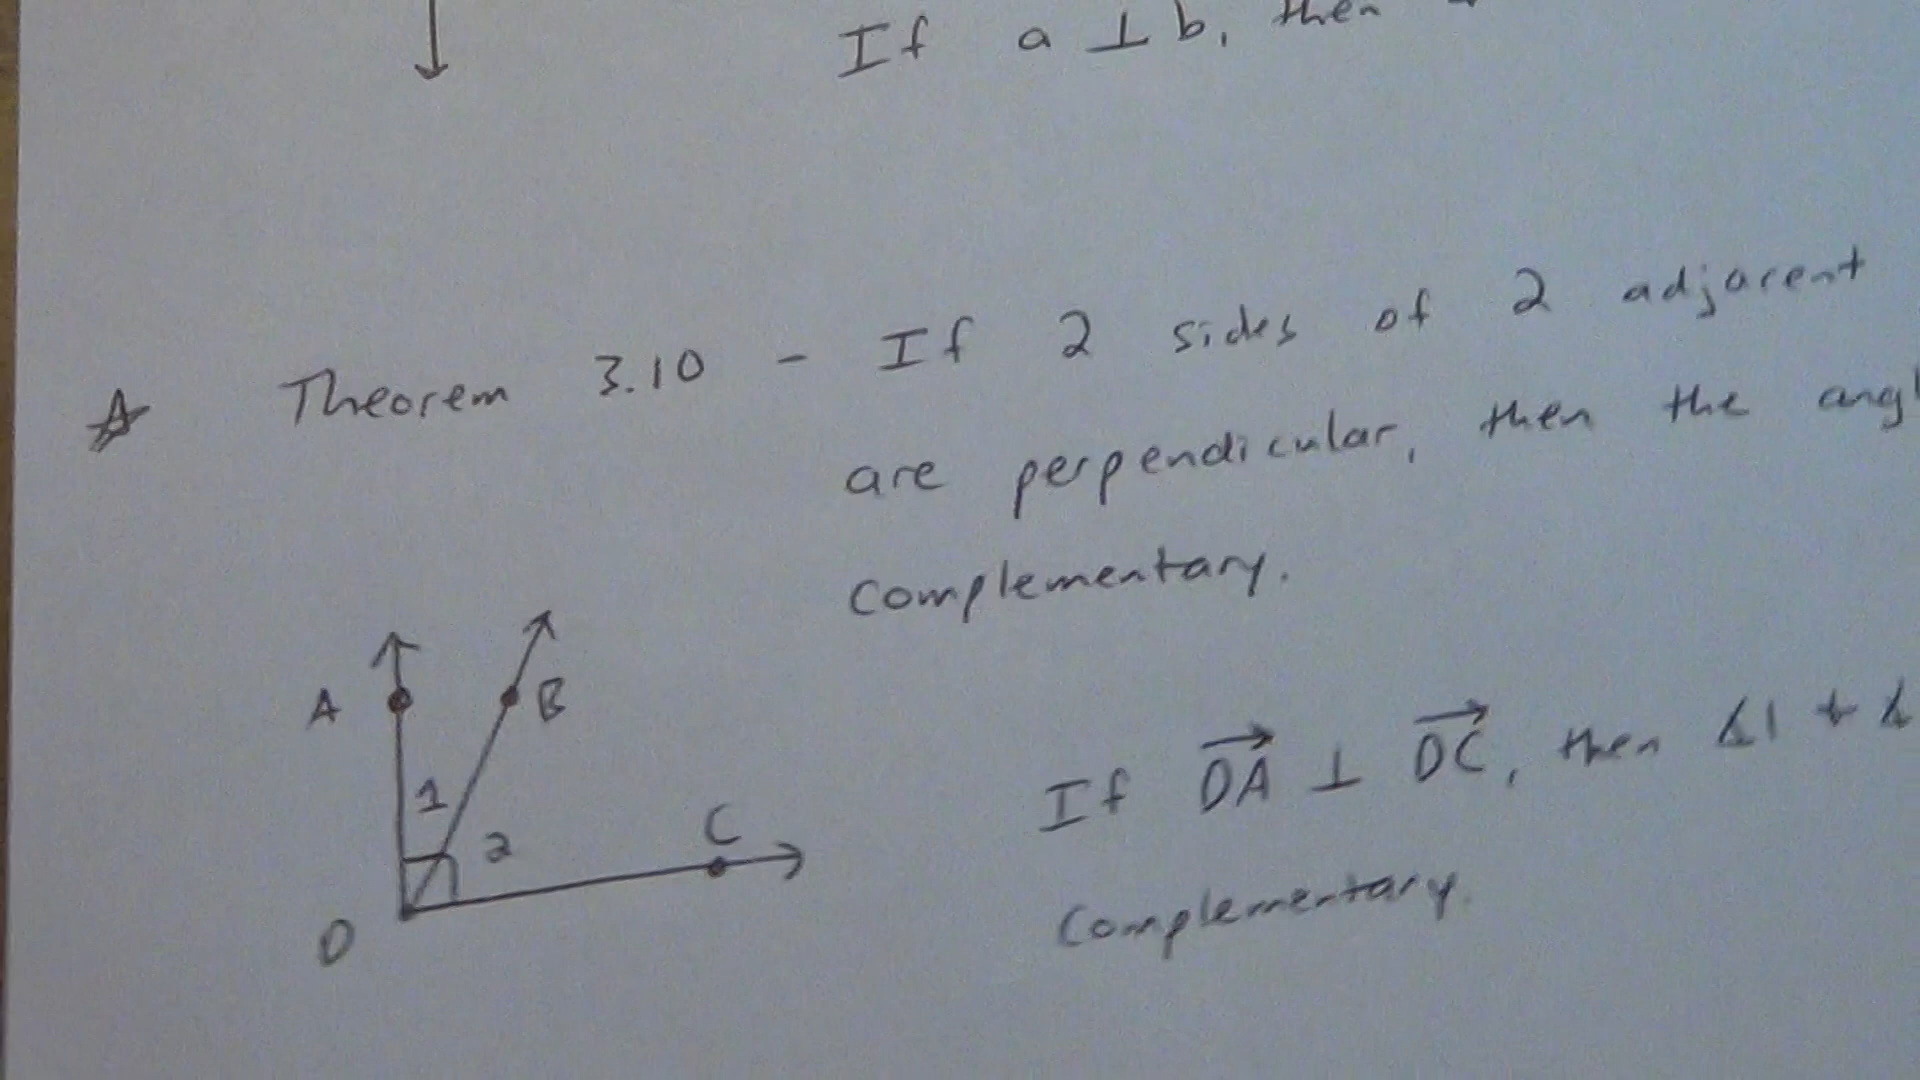 If a ⊥ b, then
☆ Theorem 3.10 - If 2 sides of 2 adjacent
are perpendicular, then the angl
complementary.
A
B
1
2
C
D
If DA ⊥ DC, then ∡1 + ∡
complementary.